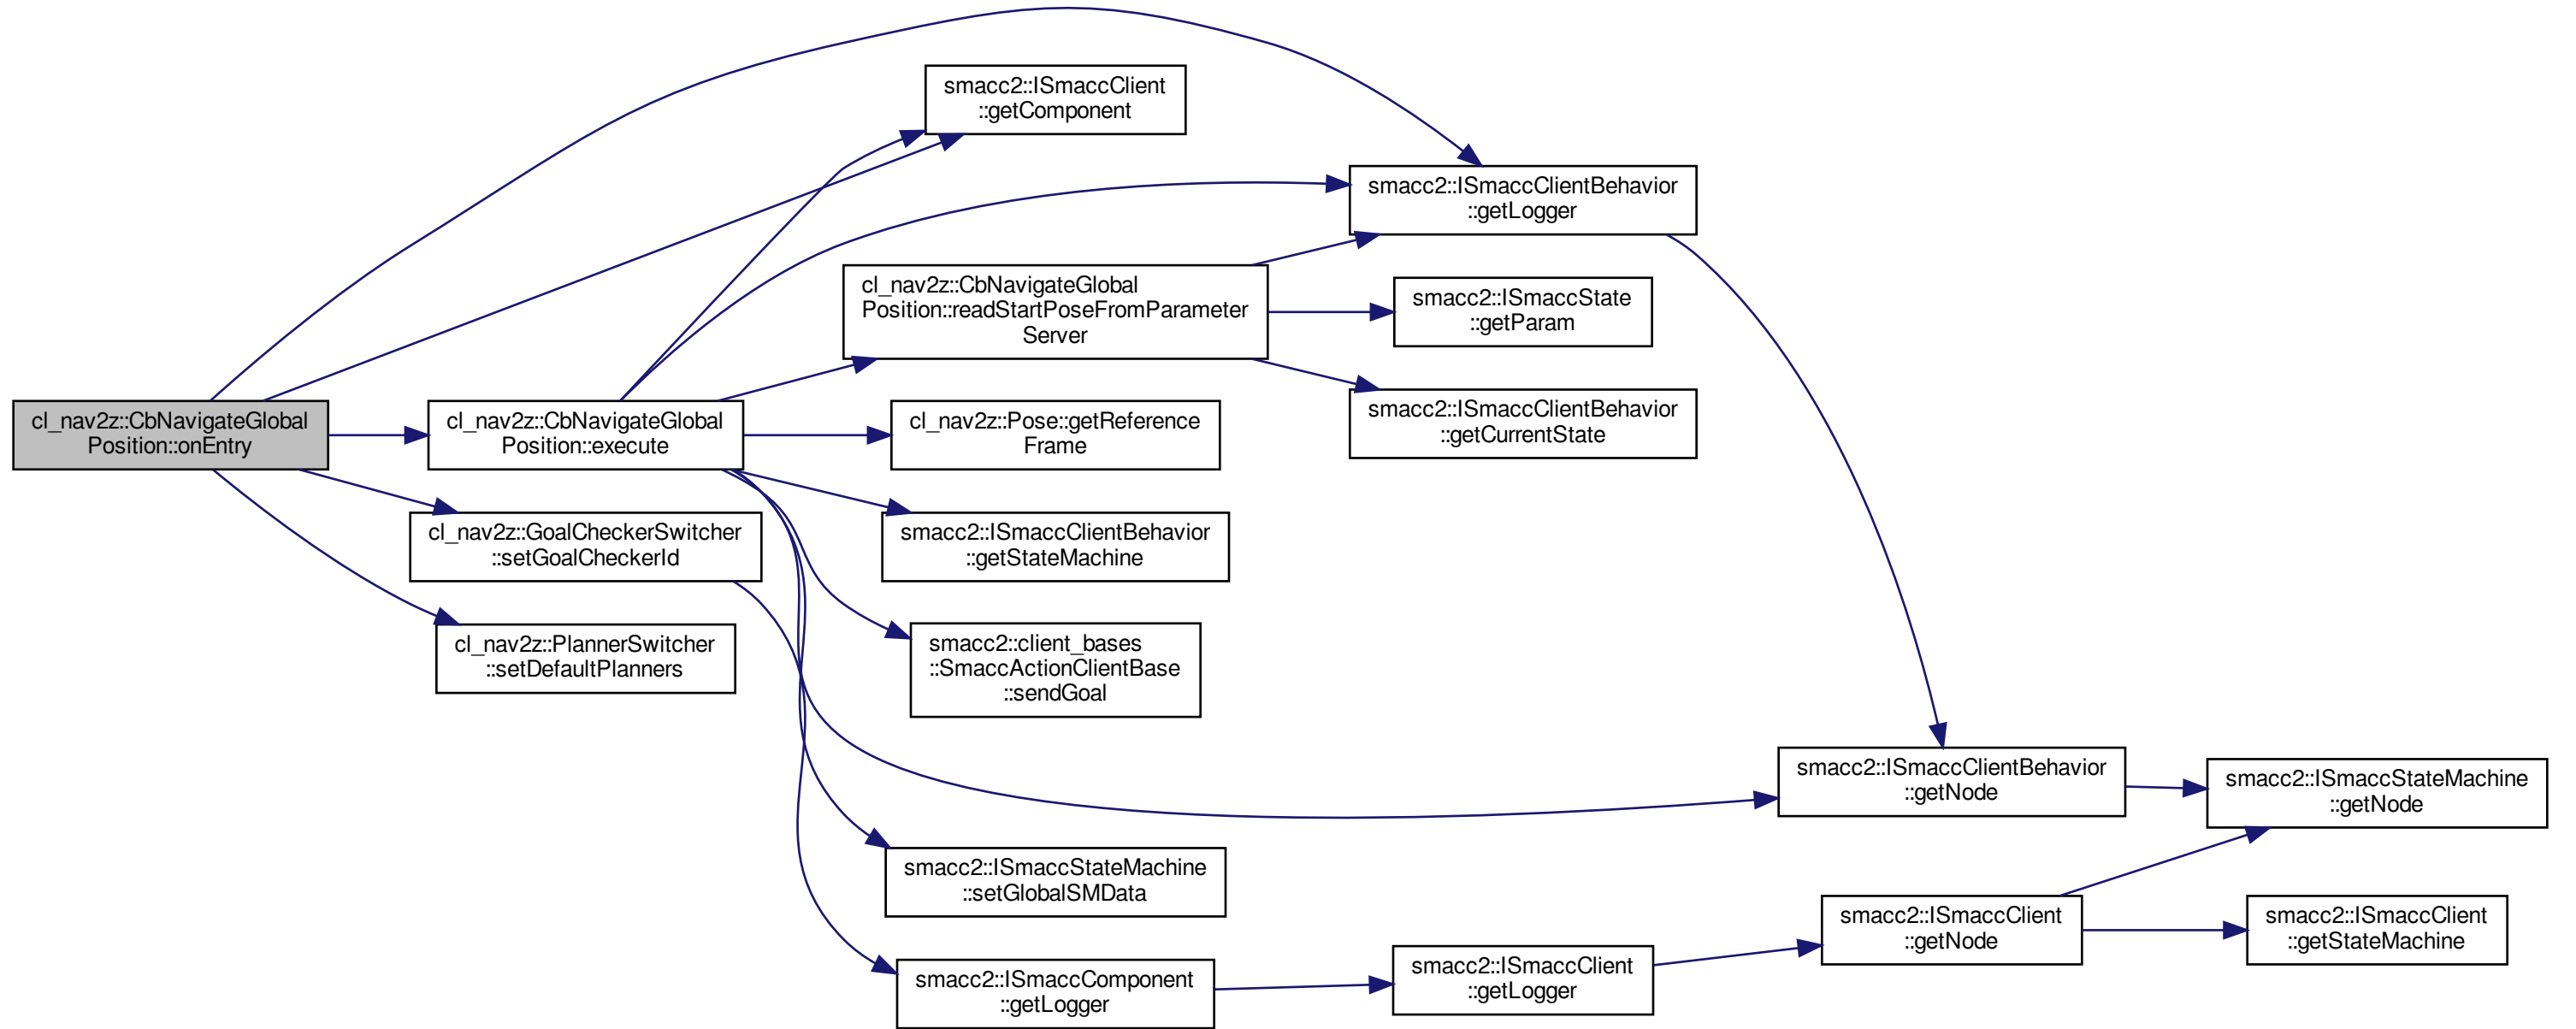 smacc2::ISmaccClient
::getComponent
smacc2::ISmaccClientBehavior
::getLogger
cl_nav2z::CbNavigateGlobal
Position::readStartPoseFromParameter
Server
smacc2::ISmaccState
::getParam
smacc2::ISmaccClientBehavior
::getCurrentState
cl_nav2z::CbNavigateGlobal
Position::onEntry
cl_nav2z::CbNavigateGlobal
Position::execute
cl_nav2z::Pose::getReference
Frame
cl_nav2z::GoalCheckerSwitcher
::setGoalCheckerId
smacc2::ISmaccClientBehavior
::getStateMachine
cl_nav2z::PlannerSwitcher
::setDefaultPlanners
smacc2::client_bases
::SmaccActionClientBase
::sendGoal
smacc2::ISmaccClientBehavior
::getNode
smacc2::ISmaccStateMachine
::getNode
smacc2::ISmaccStateMachine
::setGlobalSMData
smacc2::ISmaccClient
::getNode
smacc2::ISmaccClient
::getStateMachine
smacc2::ISmaccComponent
::getLogger
smacc2::ISmaccClient
::getLogger